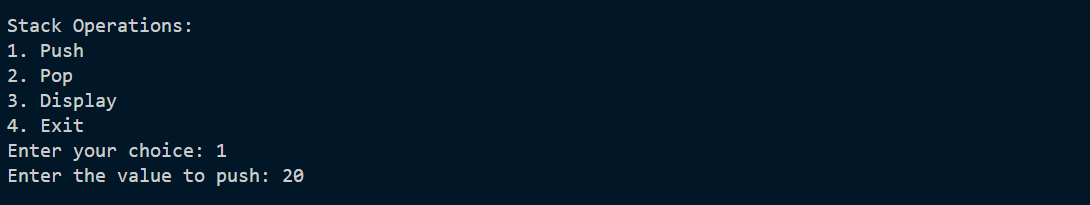 Stack Operations:
1. Push
2. Pop
3. Display
4. Exit
Enter your choice: 1
Enter the value to push: 20